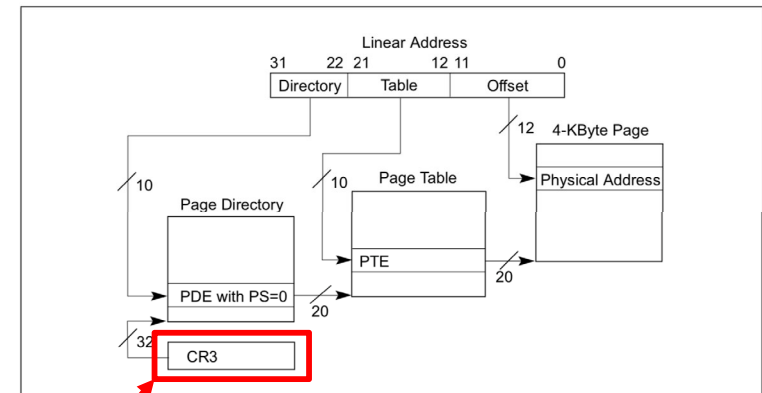 Linear Address
31 22 21 12 11 0
Directory Table Offset
12 4-KByte Page
10 10 Page Table Physical Address
Page Directory
PTE
20
PDE with PS=0
20
32
CR3